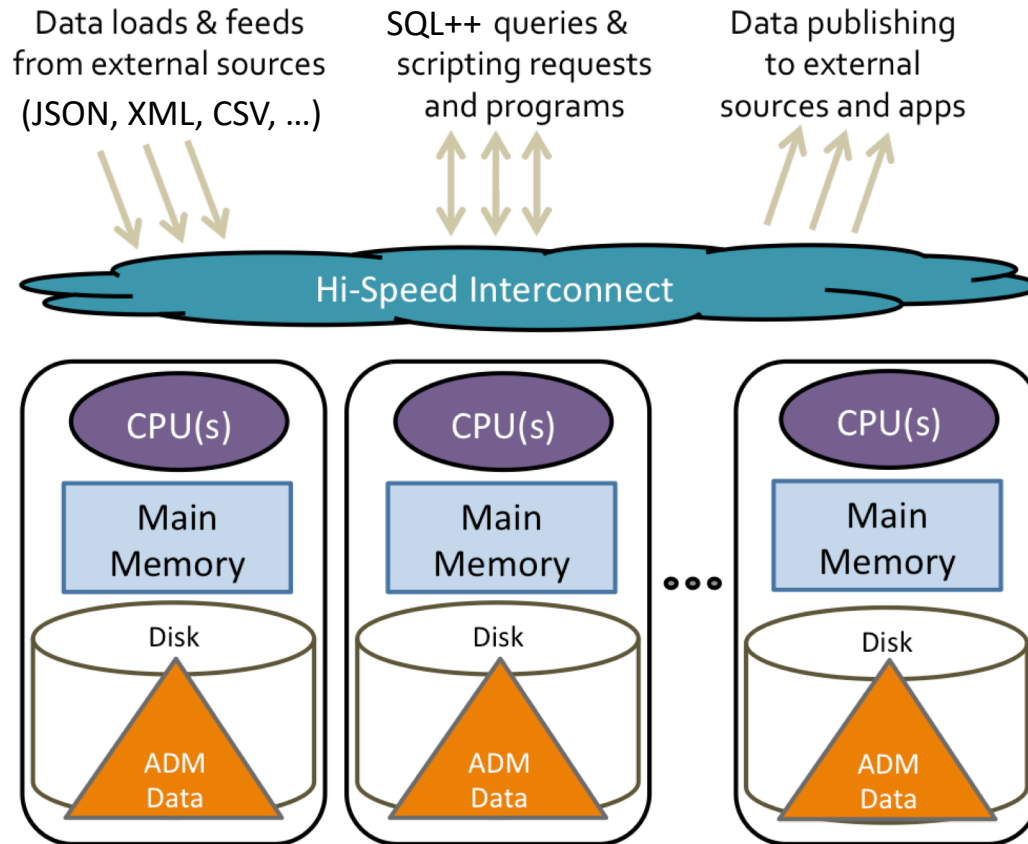 Data loads & feeds
from external sources
(JSON, XML, CSV, …)
SQL++ queries &
scripting requests
and programs
Data publishing
to external
sources and apps
Hi-Speed Interconnect
CPU(s)
Main
Memory
Disk
ADM
Data
CPU(s)
Main
Memory
Disk
ADM
Data
CPU(s)
Main
Memory
Disk
ADM
Data